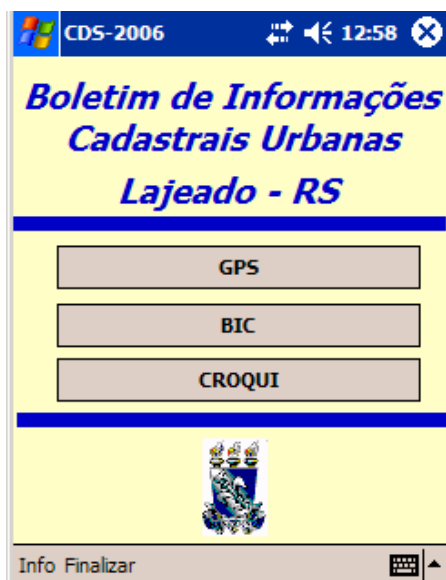 CDS-2006 12:58
Boletim de Informações
Cadastrais Urbanas
Lajeado - RS
GPS
BIC
CROQUI
Info Finalizar